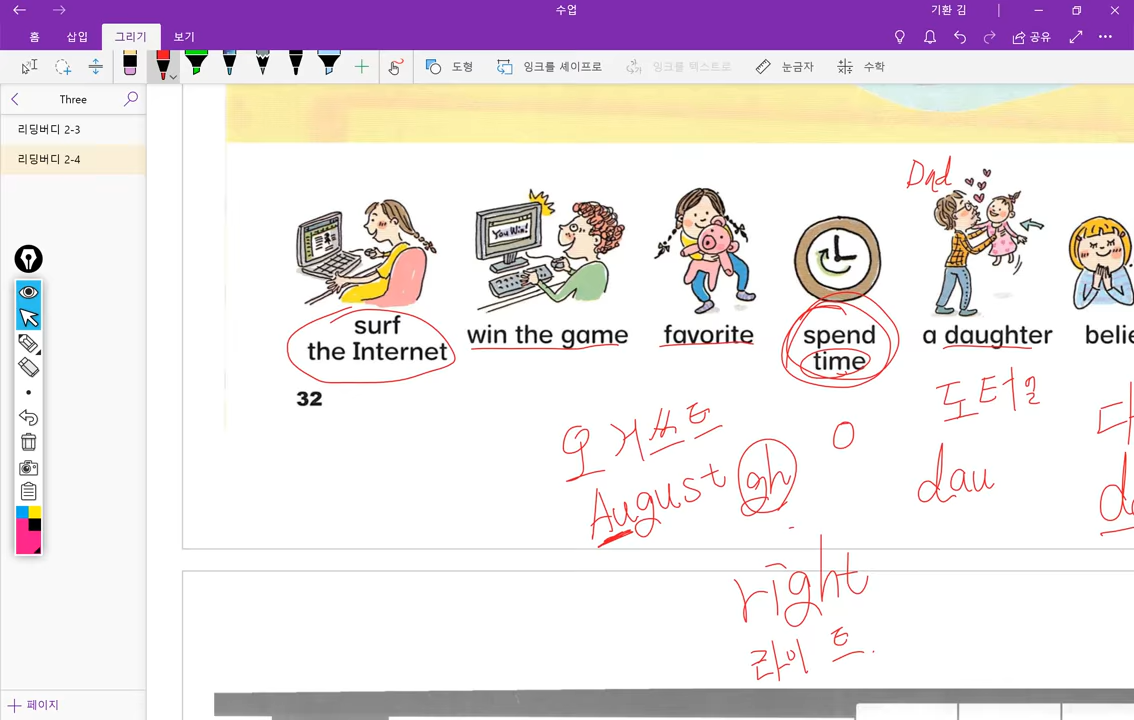 수업
기환 김
홈 삽입 그리기 보기
도형 잉크를 셰이프로 잉크를 텍스트로 눈금자 수학 공유
Three
리딩버디 2-3
리딩버디 2-4
Dad
You Win!
surf
the Internet
win the game
favorite
spend
time
a daughter
belie
32
도터얼
오거스트
August gh
dau
right
라이트.
페이지